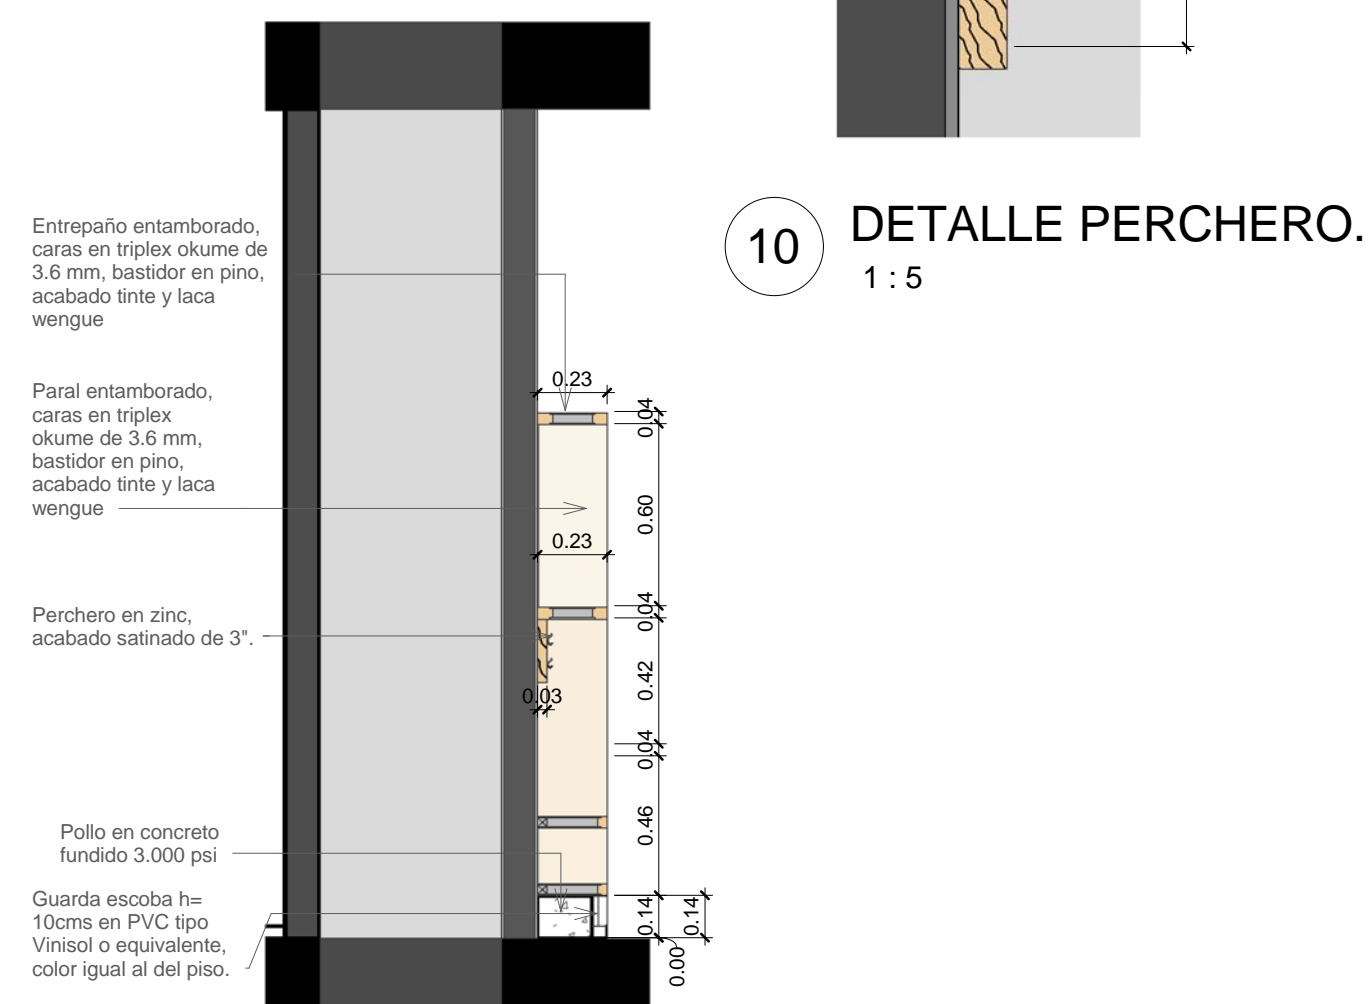 Entrepaño entamborado,
caras en triplex okume de
3.6 mm, bastidor en pino,
acabado tinte y laca
wengue
Paral entamborado,
caras en triplex
okume de 3.6 mm,
bastidor en pino,
acabado tinte y laca
wengue
Perchero en zinc,
acabado satinado de 3".
Pollo en concreto
fundido 3.000 psi
Guarda escoba h=
10cms en PVC tipo
Vinisol o equivalente,
color igual al del piso.
0.23
0.04
0.60
0.23
0.04
0.42
0.03
0.04
0.46
0.14
0.14
0.00
10
DETALLE PERCHERO.
1 : 5